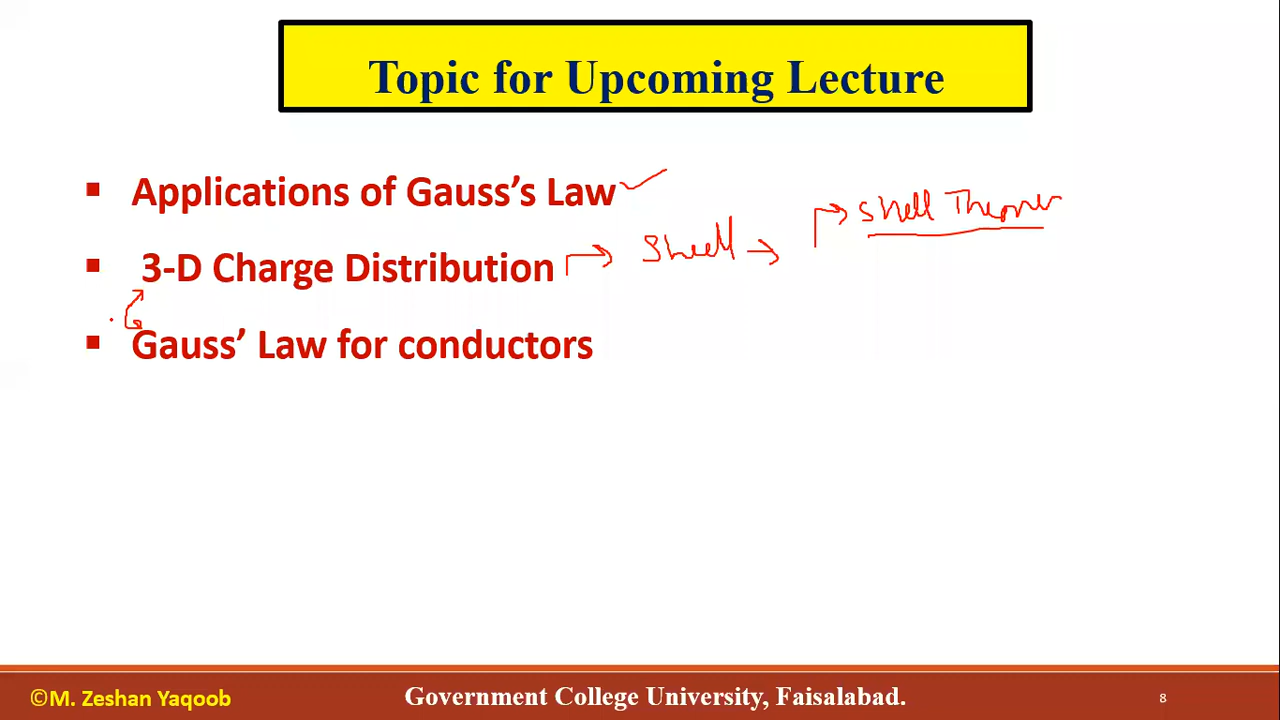 Topic for Upcoming Lecture
▪ Applications of Gauss's Law
▪ 3-D Charge Distribution → Shell → Shell
▪ Gauss' Law for conductors
©M. Zeshan Yaqoob
Government College University, Faisalabad.
8